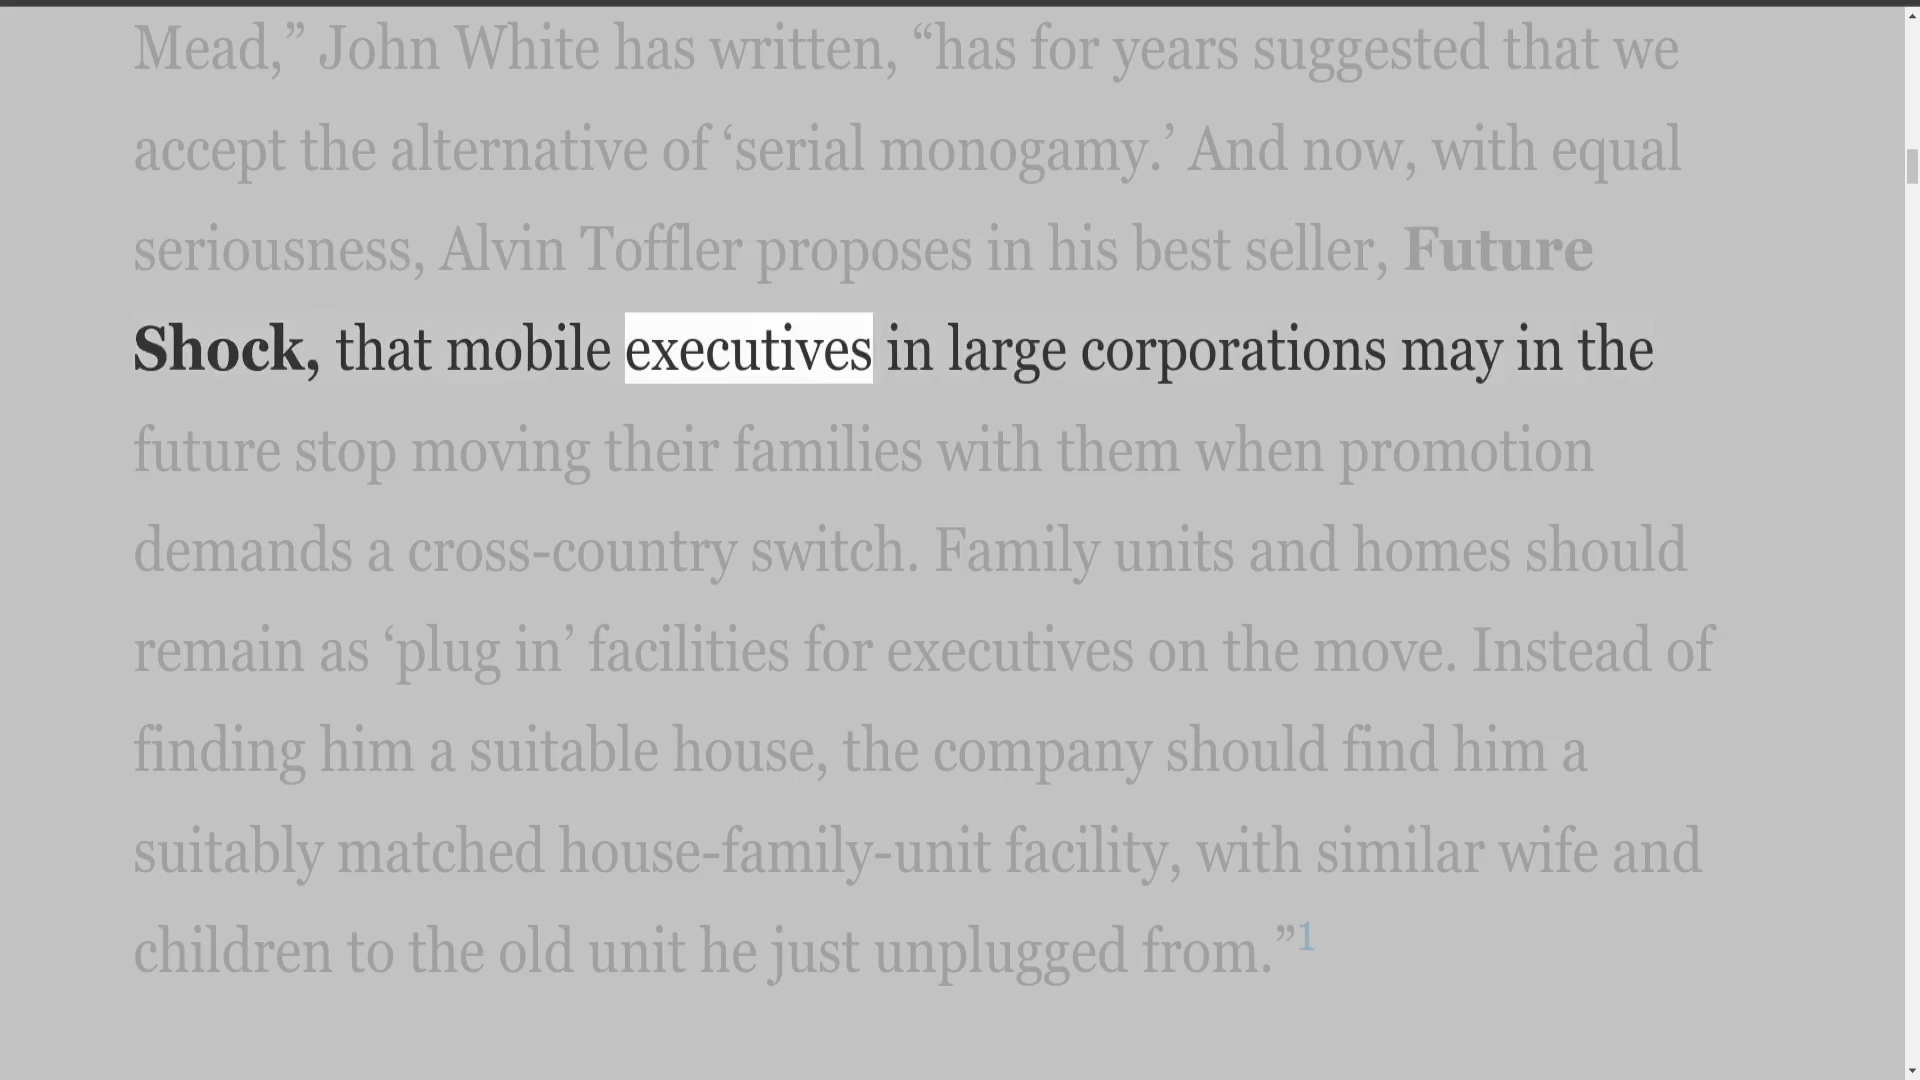 Mead,” John White has written, “has for years suggested that we
accept the alternative of ‘serial monogamy.’ And now, with equal
seriousness, Alvin Toffler proposes in his best seller, Future
Shock, that mobile executives in large corporations may in the
future stop moving their families with them when promotion
demands a cross-country switch. Family units and homes should
remain as ‘plug in’ facilities for executives on the move. Instead of
finding him a suitable house, the company should find him a
suitably matched house-family-unit facility, with similar wife and
children to the old unit he just unplugged from.”1